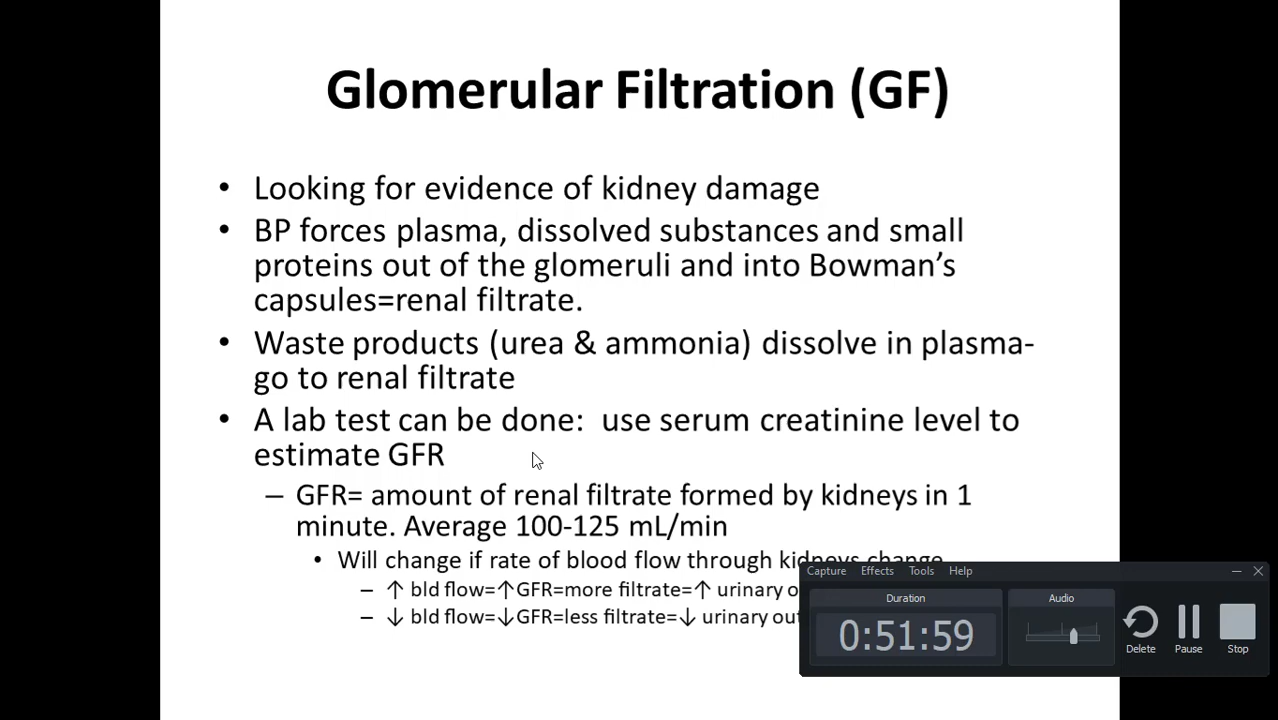 Glomerular Filtration (GF)
• Looking for evidence of kidney damage
• BP forces plasma, dissolved substances and small
proteins out of the glomeruli and into Bowman’s
capsules=renal filtrate.
• Waste products (urea & ammonia) dissolve in plasma-
go to renal filtrate
• A lab test can be done:  use serum creatinine level to
estimate GFR
– GFR= amount of renal filtrate formed by kidneys in 1
minute. Average 100-125 mL/min
• Will change if rate of blood flow through kidneys change
– ↑ bld flow=↑GFR=more filtrate=↑ urinary
– ↓ bld flow=↓GFR=less filtrate=↓ urinary
Capture Effects Tools Help
Duration
Audio
0:51:59
Delete Pause Stop